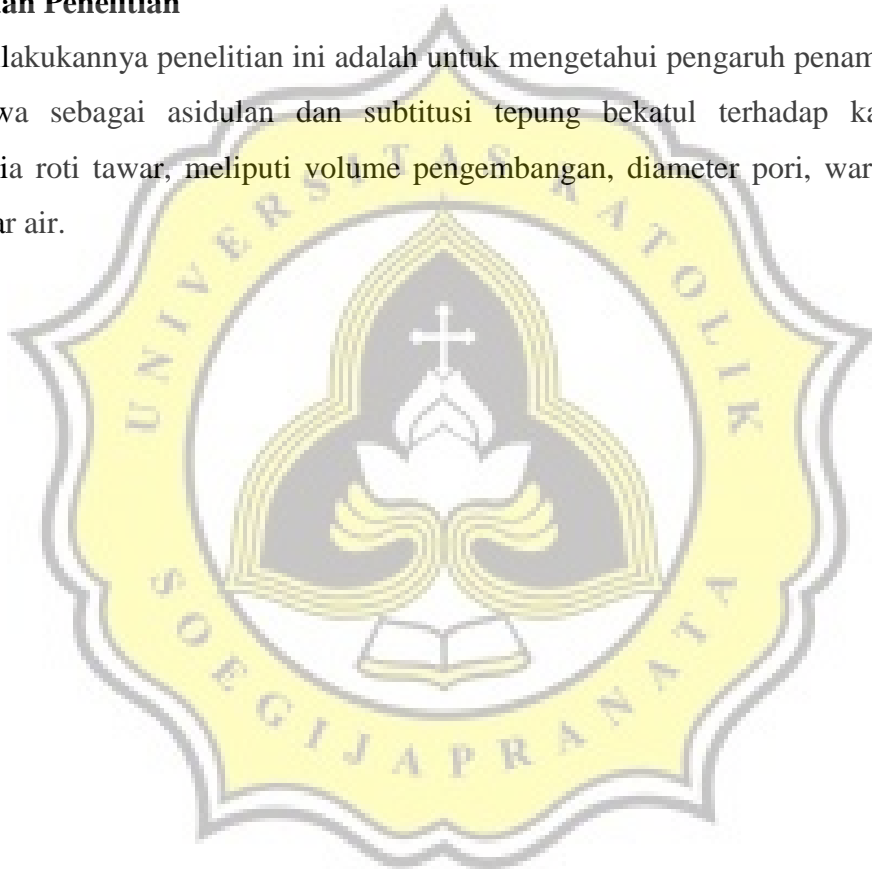 an Penelitian
lakukannya penelitian ini adalah untuk mengetahui pengaruh penam
wa sebagai asidulan dan subtitusi tepung bekatul terhadap ka
ia roti tawar, meliputi volume pengembangan, diameter pori, war
ar air.
UNIVERSITAS KATOLIK
SOEGIJAPRANATA